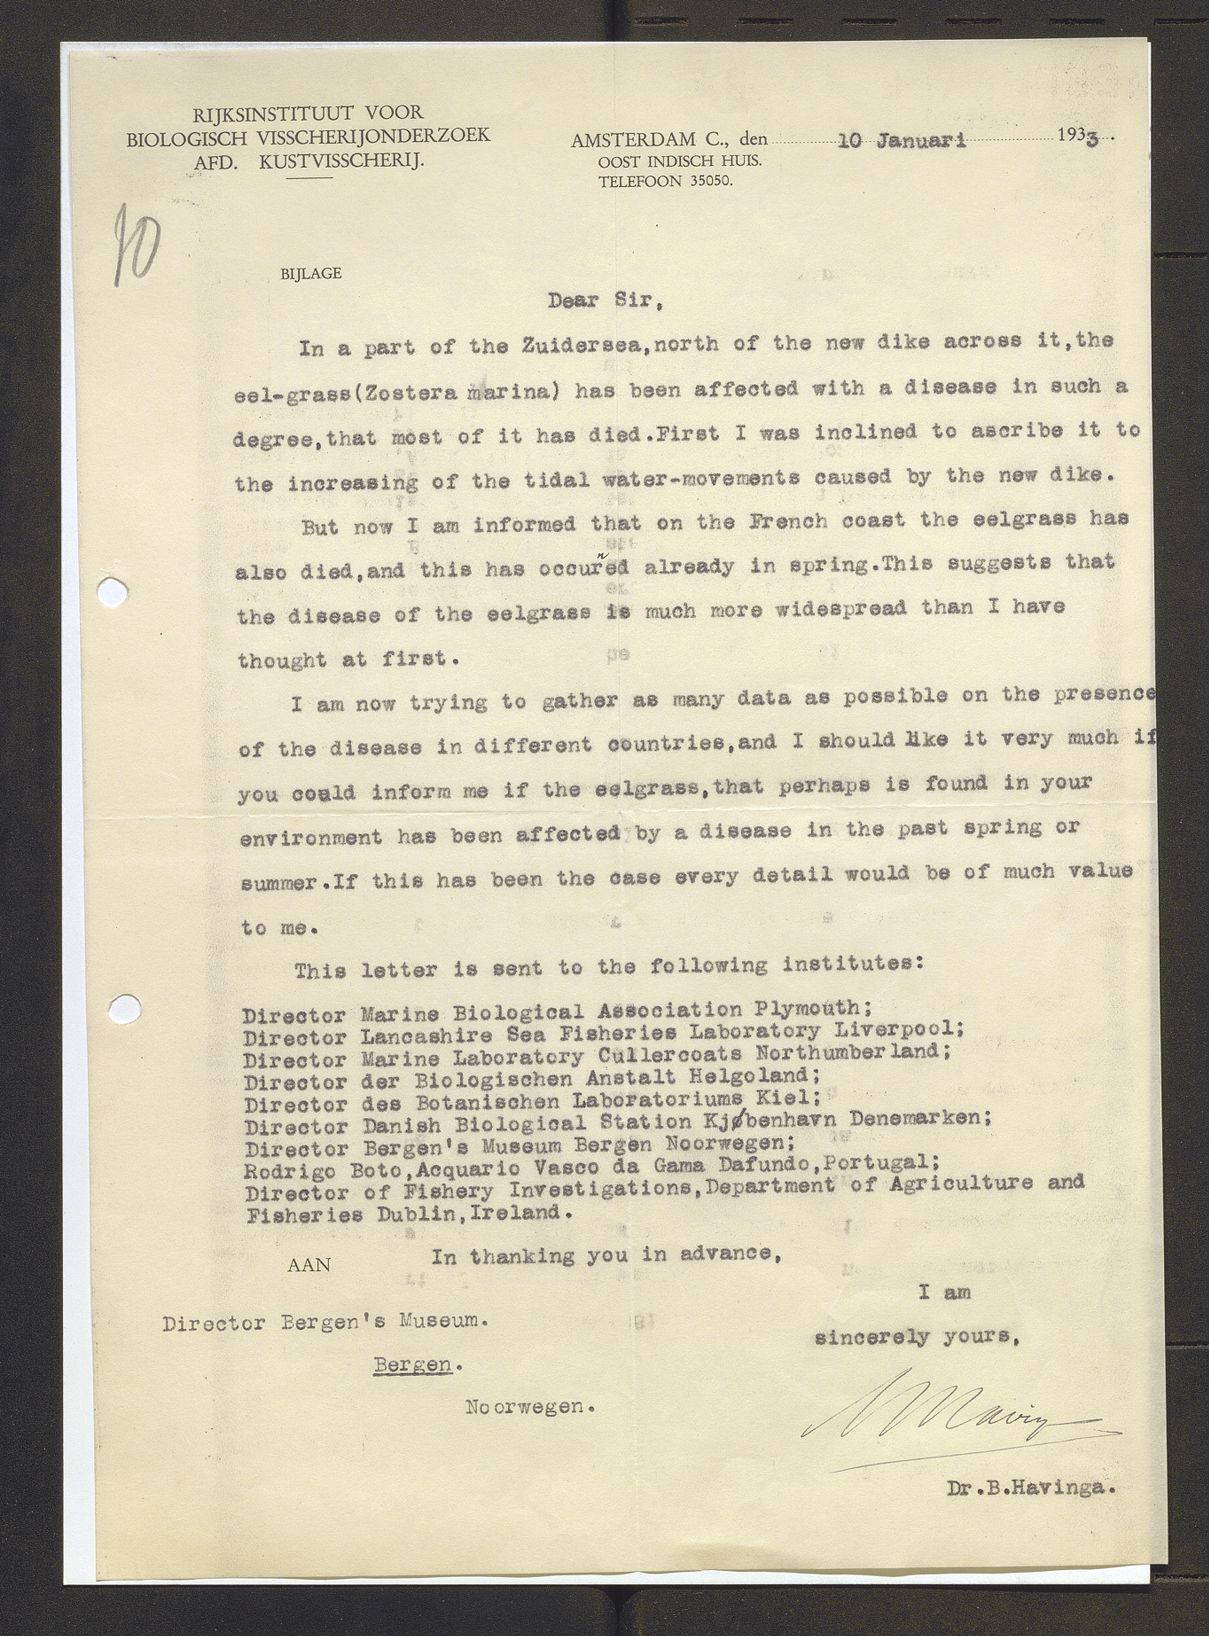 RIJKSINSTITUUT VOOR
BIOLOGISCH VISSCHERIJONDERZOEK
AFD. KUSTVISSCHERIJ.
AMSTERDAM C., den 10 Januari 1933.
OOST INDISCH HUIS.
TELEFOON 35050.
10
BIJLAGE
Dear Sir,
In a part of the Zuidersea,north of the new dike across it,the
eel-grass(Zostera marina) has been affected with a disease in such a
degree,that most of it has died.First I was inclined to ascribe it to
the increasing of the tidal water-movements caused by the new dike.
But now I am informed that on the French coast the eelgrass has
also died,and this has occured already in spring.This suggests that
the disease of the eelgrass is much more widespread than I have
thought at first.
I am now trying to gather as many data as possible on the presence
of the disease in different countries,and I should like it very much if
you could inform me if the eelgrass,that perhaps is found in your
environment has been affected by a disease in the past spring or
summer.If this has been the case every detail would be of much value
to me.
This letter is sent to the following institutes:
Director Marine Biological Association Plymouth;
Director Lancashire Sea Fisheries Laboratory Liverpool;
Director Marine Laboratory Cullercoats Northumberland;
Director der Biologischen Anstalt Helgoland;
Director des Botanischen Laboratoriums Kiel;
Director Danish Biological Station Kjøbenhavn Denemarken;
Director Bergen's Museum Bergen Noorwegen;
Rodrigo Boto,Acquario Vasco da Gama Dafundo,Portugal;
Director of Fishery Investigations,Department of Agriculture and
Fisheries Dublin,Ireland.
In thanking you in advance,
AAN
I am
Director Bergen's Museum.
sincerely yours,
Bergen.
Noorwegen.
Dr.B.Havinga.